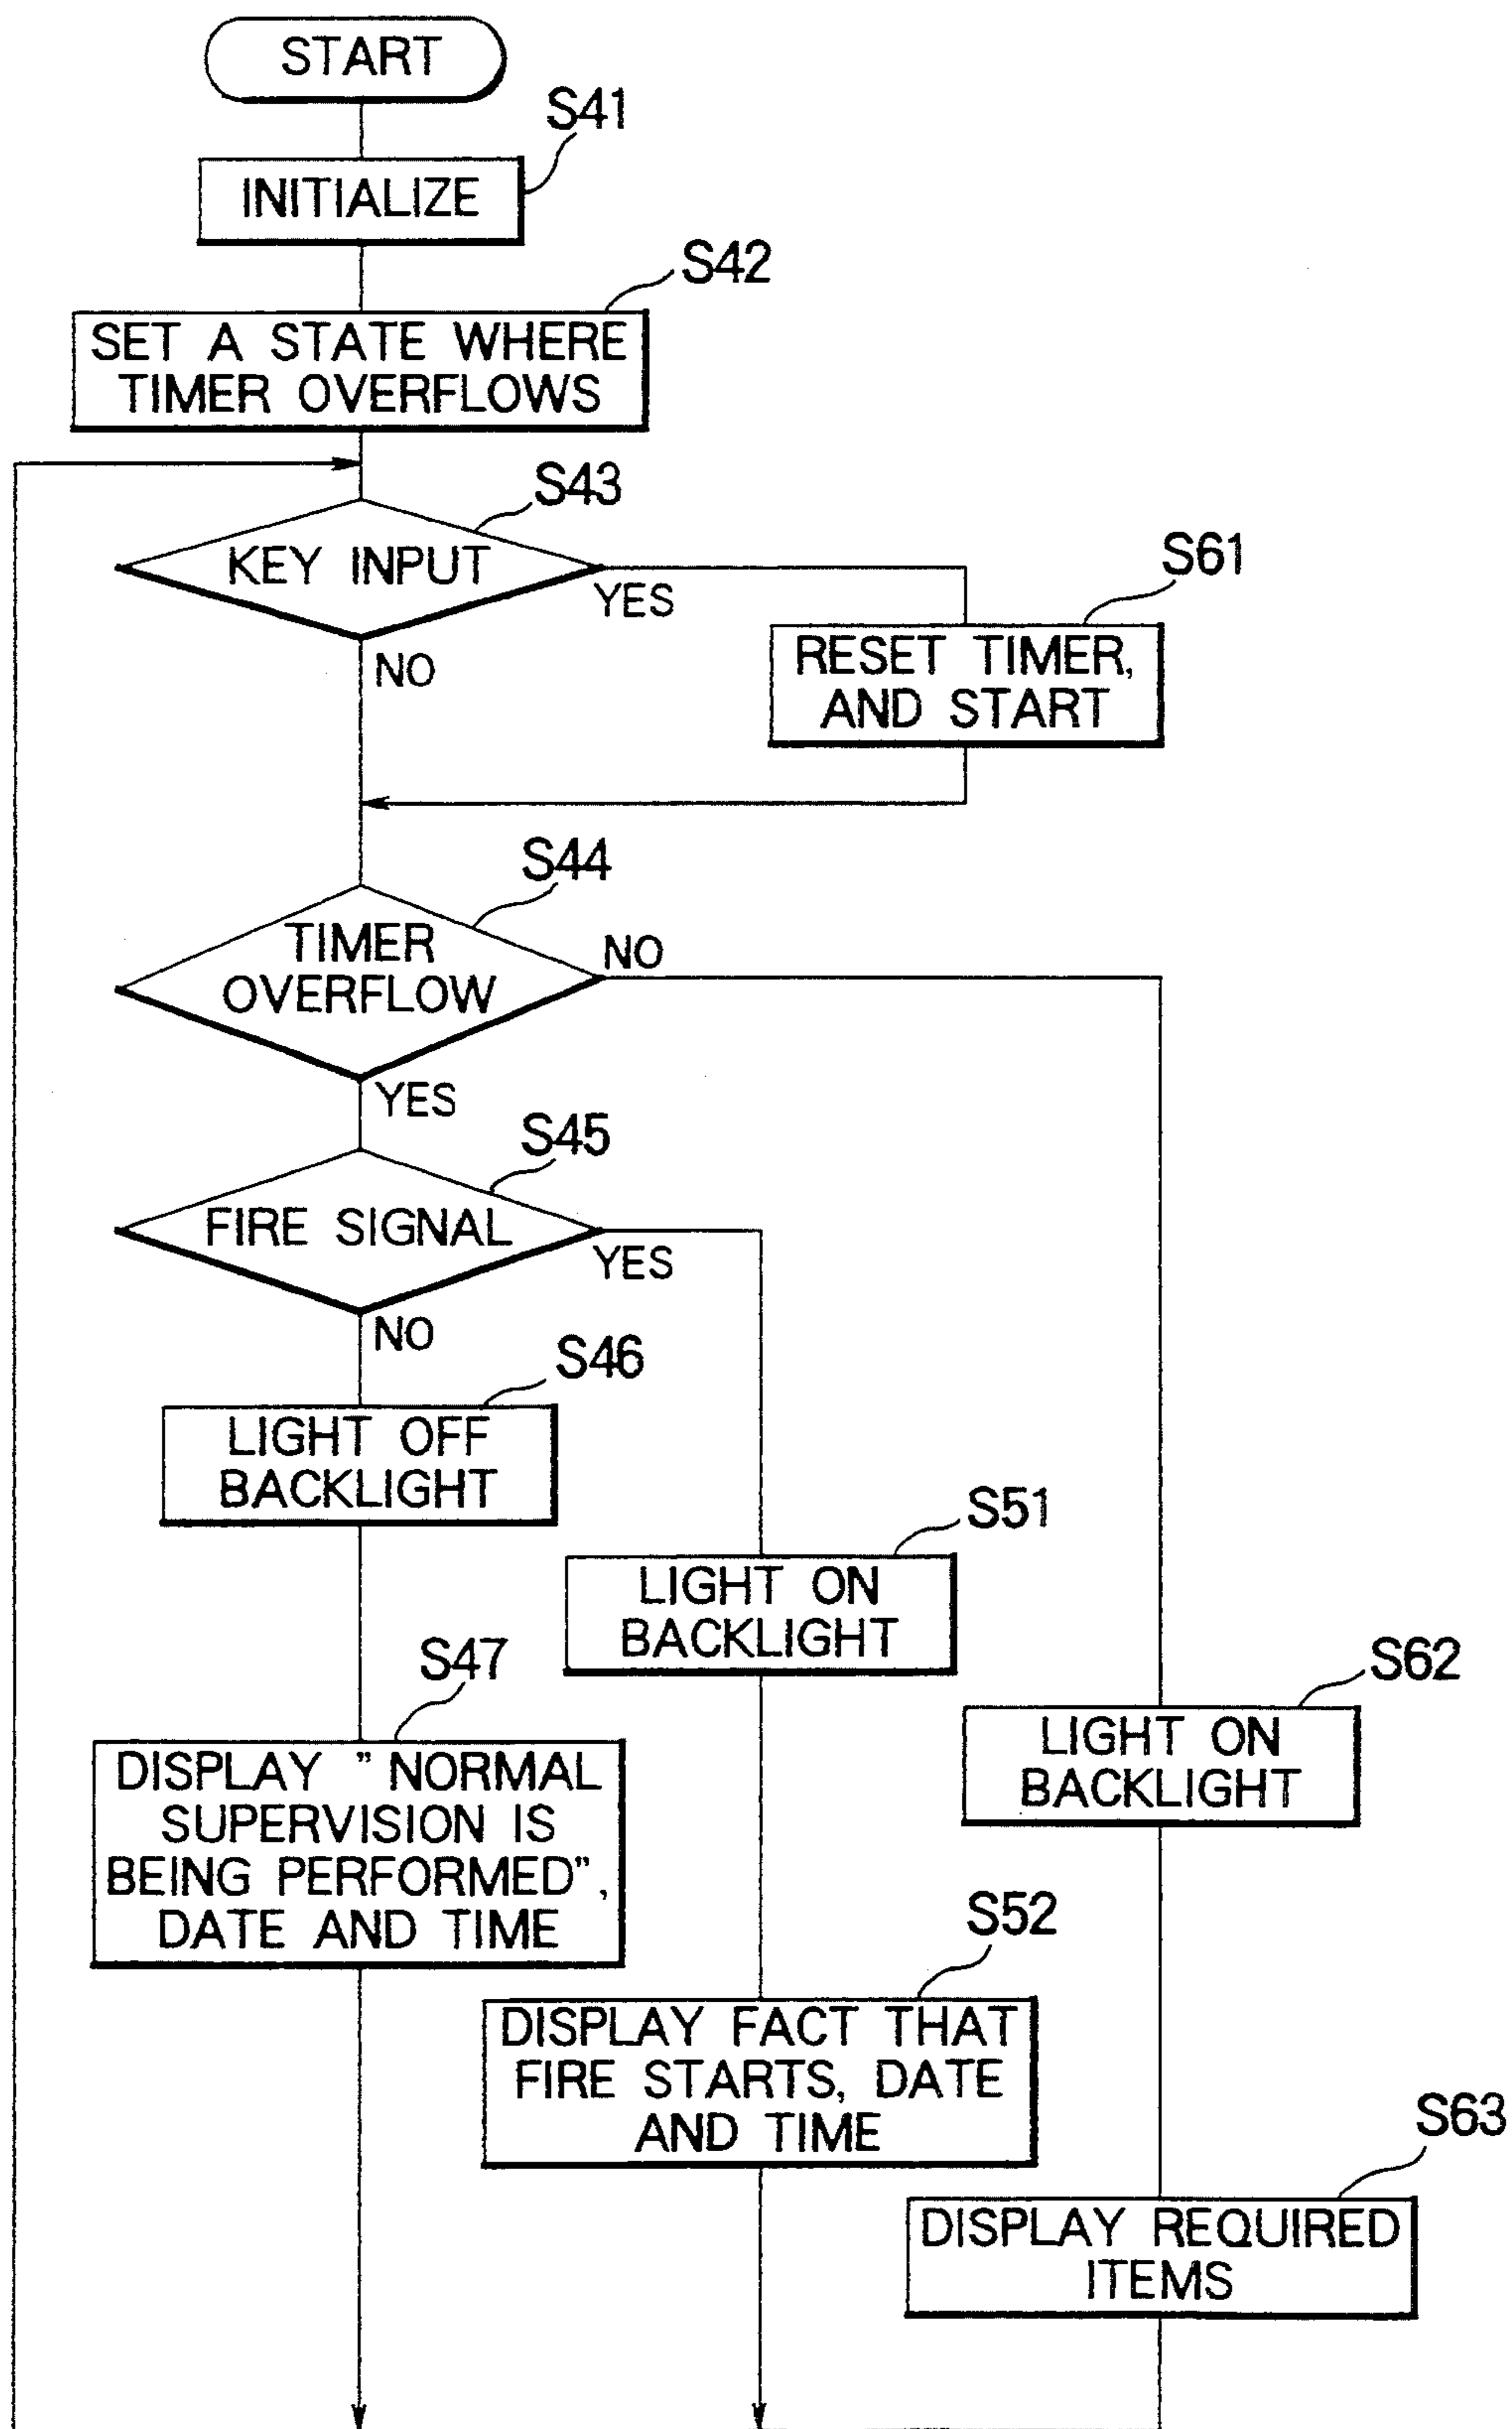 START
S41
INITIALIZE
S42
SET A STATE WHERE
TIMER OVERFLOWS
S43
KEY INPUT
YES
NO
S61
RESET TIMER,
AND START
S44
TIMER
OVERFLOW
NO
YES
S45
FIRE SIGNAL
YES
NO
S46
LIGHT OFF
BACKLIGHT
S51
LIGHT ON
BACKLIGHT
S47
DISPLAY "NORMAL
SUPERVISION IS
BEING PERFORMED",
DATE AND TIME
S62
LIGHT ON
BACKLIGHT
S52
DISPLAY FACT THAT
FIRE STARTS, DATE
AND TIME
S63
DISPLAY REQUIRED
ITEMS